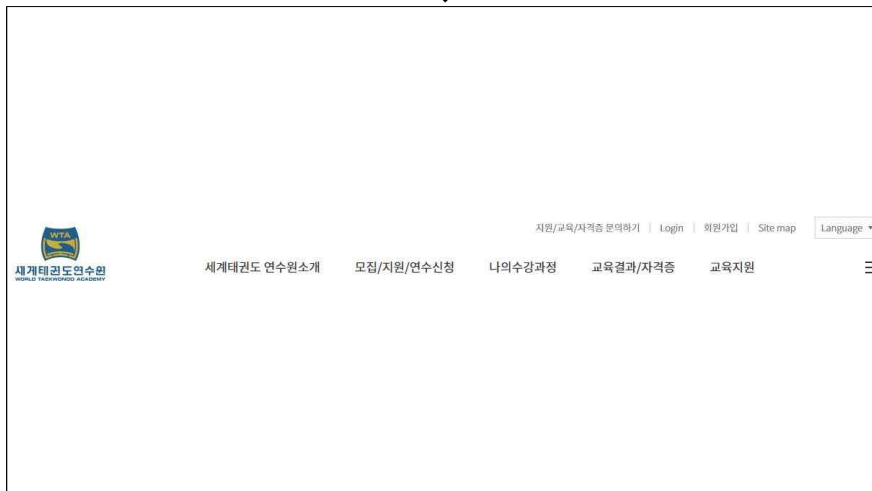 지원/교육/자격증 문의하기 | Login | 회원가입 | Site map
Language
WTA
세계태권도연수원
WORLD TAEKWONDO ACADEMY
세계태권도 연수원소개 모집/지원/연수신청 나의수강과정 교육결과/자격증 교육지원